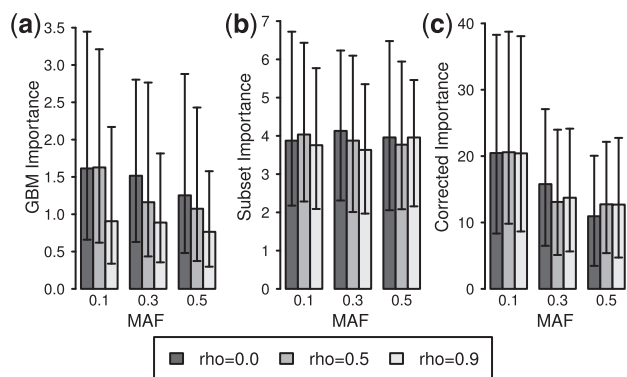 (a)
GBM Importance
3.5
3.0
2.5
2.0
1.5
1.0
0.5
0.0
0.1 0.3 0.5
MAF
(b)
Subset Importance
7
6
5
4
3
2
1
0
0.1 0.3 0.5
MAF
(c)
Corrected Importance
40
30
20
10
0
0.1 0.3 0.5
MAF
rho=0.0 rho=0.5 rho=0.9